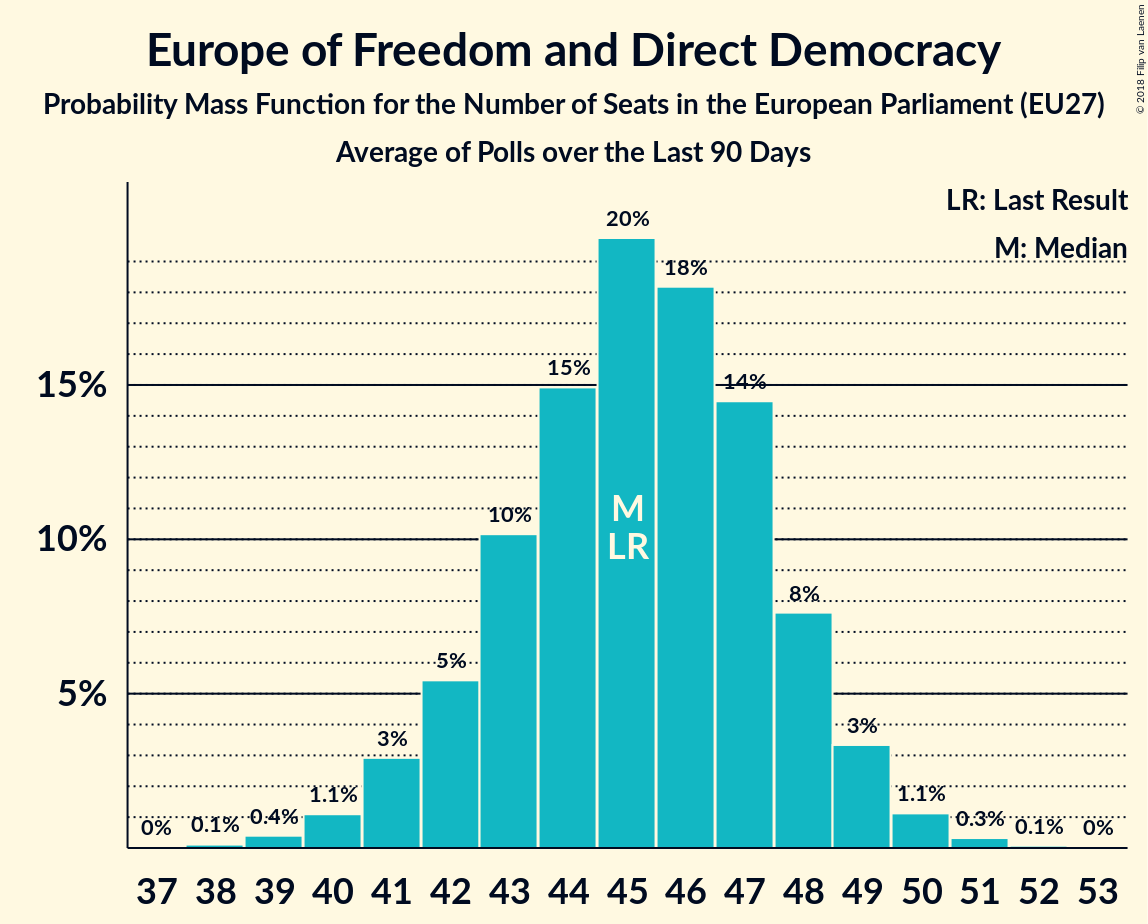 Europe of Freedom and Direct Democracy
Probability Mass Function for the Number of Seats in the European Parliament (EU27)
Average of Polls over the Last 90 Days
© 2018 Filip van Laenen
LR: Last Result
M: Median
15%
10%
5%
0%
0.1%
0.4%
1.1%
3%
5%
10%
15%
20%
18%
14%
8%
3%
1.1%
0.3%
0.1%
0%
M
LR
37 38 39 40 41 42 43 44 45 46 47 48 49 50 51 52 53